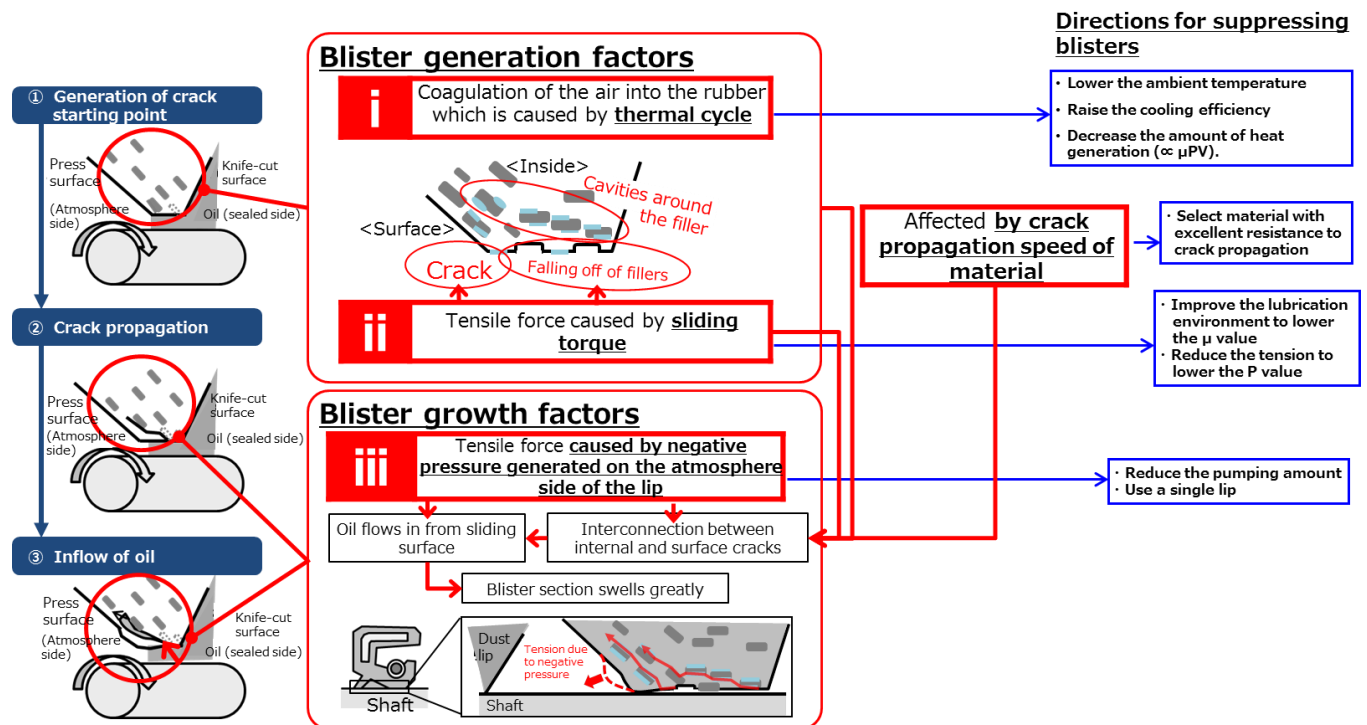 ① Generation of crack
starting point
Press
surface
(Atmosphere
side)
Knife-cut
surface
Oil (sealed side)
② Crack propagation
Press
surface
(Atmosphere
side)
Knife-cut
surface
Oil (sealed side)
③ Inflow of oil
Press
surface
(Atmosphere
side)
Knife-cut
surface
Oil (sealed side)
Blister generation factors
i
Coagulation of the air into the rubber
which is caused by thermal cycle
<Inside>
Cavities around
the filler
<Surface>
Crack
Falling off of fillers
ii
Tensile force caused by sliding
torque
Blister growth factors
iii
Tensile force caused by negative
pressure generated on the atmosphere
side of the lip
Oil flows in from sliding
surface
Interconnection between
internal and surface cracks
Blister section swells greatly
Shaft
Dust
lip
Tension due
to negative
pressure
Shaft
Affected by crack
propagation speed of
material
Directions for suppressing
blisters
・Lower the ambient temperature
・Raise the cooling efficiency
・Decrease the amount of heat
generation (∝ μPV).
・Select material with
excellent resistance to
crack propagation
・Improve the lubrication
environment to lower
the μ value
・Reduce the tension to
lower the P value
・Reduce the pumping amount
・Use a single lip